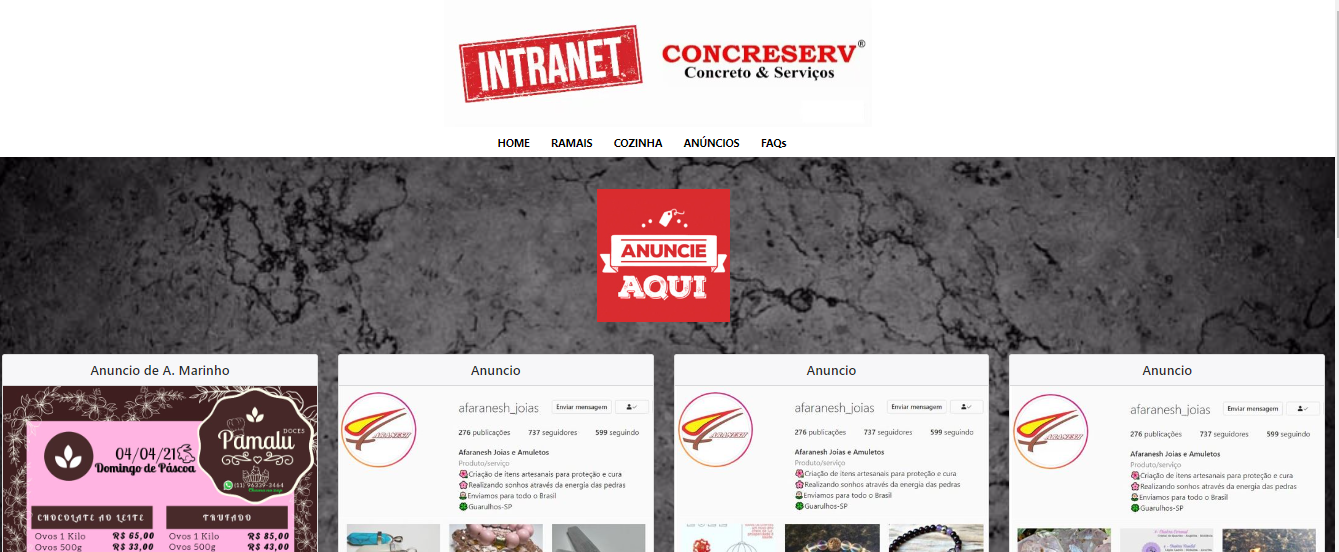 INTRANET
CONCRESERV®
Concreto & Serviços
HOME RAMAIS COZINHA ANÚNCIOS FAQs
ANUNCIE
AQUI
Anuncio de A. Marinho
04/04/21
Domingo de Páscoa
Pamalu
DOCES
(11) 96339-3464
CHOCOLATE AO LEITE
TRUFADO
Ovos 1 Kilo R$ 65,00
Ovos 500g R$ 33,00
Ovos 1 Kilo R$ 85,00
Ovos 500g R$ 43,00
Anuncio
afaranesh_joias Enviar mensagem
276 publicações 737 seguidores 599 seguindo
Afaranesh Joias e Amuletos
Produto/serviço
Criação de itens artesanais para proteção e cura
Realizando sonhos através da energia das pedras
Enviamos para todo o Brasil
Guarulhos-SP
Anuncio
afaranesh_joias Enviar mensagem
276 publicações 737 seguidores 599 seguindo
Afaranesh Joias e Amuletos
Produto/serviço
Criação de itens artesanais para proteção e cura
Realizando sonhos através da energia das pedras
Enviamos para todo o Brasil
Guarulhos-SP
Anuncio
afaranesh_joias Enviar mensagem
276 publicações 737 seguidores 599 seguindo
Afaranesh Joias e Amuletos
Produto/serviço
Criação de itens artesanais para proteção e cura
Realizando sonhos através da energia das pedras
Enviamos para todo o Brasil
Guarulhos-SP